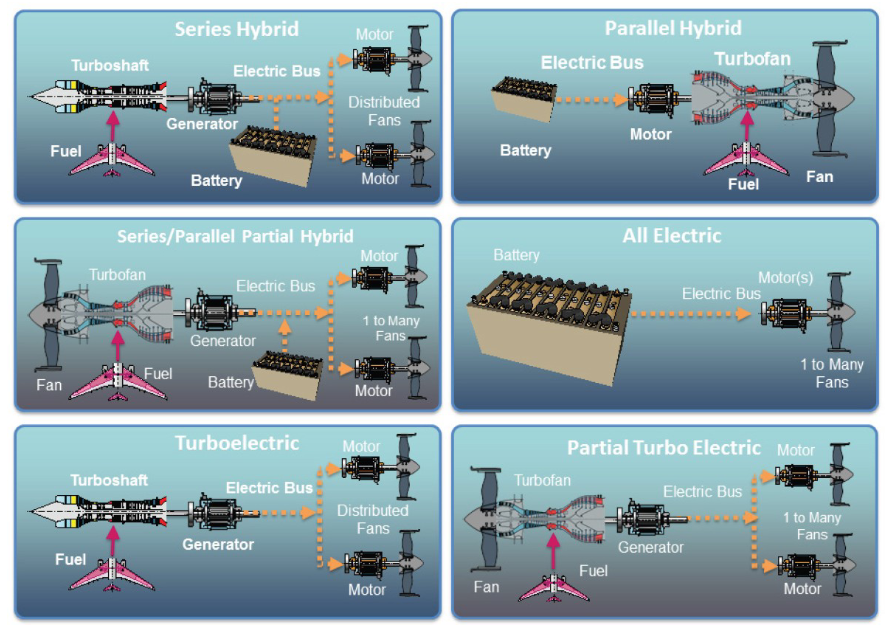 Series Hybrid
Turboshaft
Fuel
Generator
Electric Bus
Battery
Motor
Distributed
Fans
Motor
Parallel Hybrid
Electric Bus
Turbofan
Battery
Motor
Fuel
Fan
Series/Parallel Partial Hybrid
Turbofan
Fan
Fuel
Generator
Electric Bus
Battery
Motor
1 to Many
Fans
Motor
All Electric
Battery
Electric Bus
Motor(s)
1 to Many
Fans
Turboelectric
Turboshaft
Fuel
Generator
Electric Bus
Motor
Distributed
Fans
Motor
Partial Turbo Electric
Turbofan
Fan
Fuel
Generator
Electric Bus
Motor
1 to Many
Fans
Motor